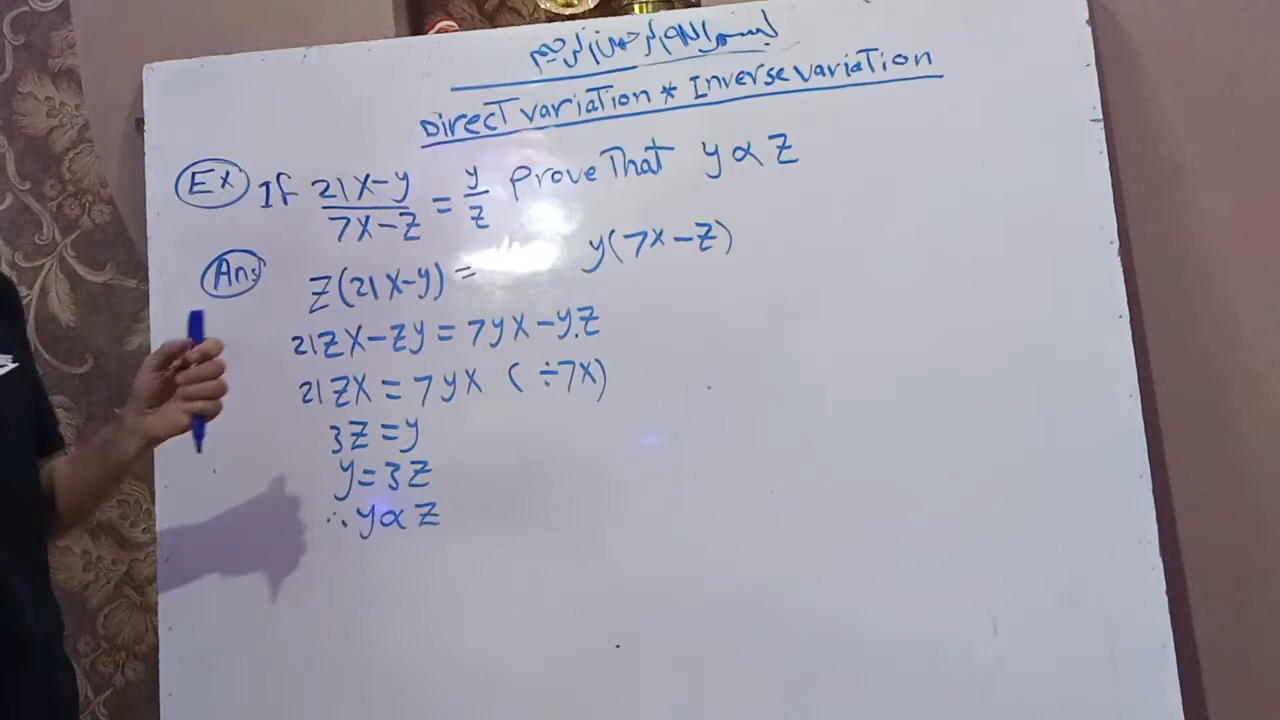 بسم الله الرحمن الرحيم
Direct variation * Inverse variation
Ex If (21x-y)/(7x-z) = y/z prove That y∝z
Ans z(21x-y) = y(7x-z)
21zx-zy = 7yx-y.z
21zx = 7yx (÷7x)
3z = y
y = 3z
∴ y∝z